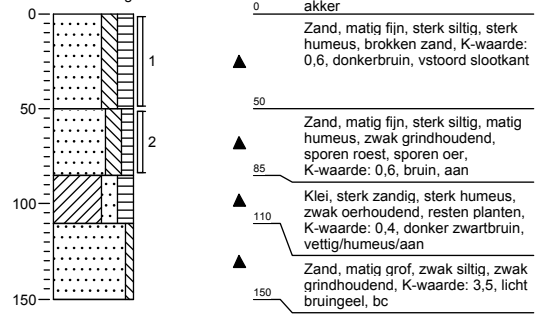 0
50
100
150
1
2
0
akker
Zand, matig fijn, sterk siltig, sterk
humeus, brokken zand, K-waarde:
0,6, donkerbruin, vstoord slootkant
50
Zand, matig fijn, sterk siltig, matig
humeus, zwak grindhoudend,
sporen roest, sporen oer,
K-waarde: 0,6, bruin, aan
85
Klei, sterk zandig, sterk humeus,
zwak oerhoudend, resten planten,
K-waarde: 0,4, donker zwartbruin,
vettig/humeus/aan
110
Zand, matig grof, zwak siltig, zwak
grindhoudend, K-waarde: 3,5, licht
bruingeel, bc
150